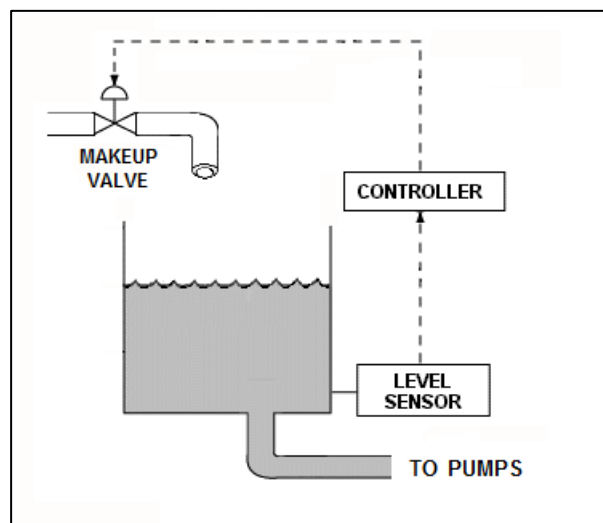 MAKEUP
VALVE
CONTROLLER
LEVEL
SENSOR
TO PUMPS